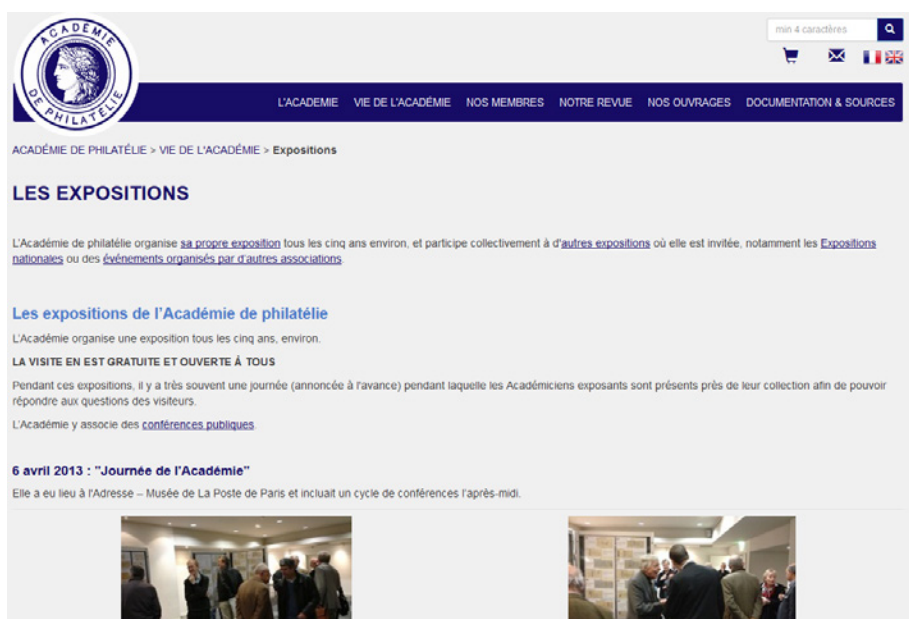 ACADÉMIE
DE PHILATÉLIE
min 4 caractères
L'ACADEMIE VIE DE L'ACADÉMIE NOS MEMBRES NOTRE REVUE NOS OUVRAGES DOCUMENTATION & SOURCES
ACADÉMIE DE PHILATÉLIE > VIE DE L'ACADÉMIE > Expositions
LES EXPOSITIONS
L'Académie de philatélie organise sa propre exposition tous les cinq ans environ, et participe collectivement à d'autres expositions où elle est invitée, notamment les Expositions
nationales ou des événements organisés par d'autres associations.
Les expositions de l'Académie de philatélie
L'Académie organise une exposition tous les cinq ans, environ.
LA VISITE EN EST GRATUITE ET OUVERTE Á TOUS
Pendant ces expositions, il y a très souvent une journée (annoncée à l'avance) pendant laquelle les Académiciens exposants sont présents près de leur collection afin de pouvoir
répondre aux questions des visiteurs.
L'Académie y associe des conférences publiques.
6 avril 2013 : "Journée de l'Académie"
Elle a eu lieu à l'Adresse – Musée de La Poste de Paris et incluait un cycle de conférences l'après-midi.